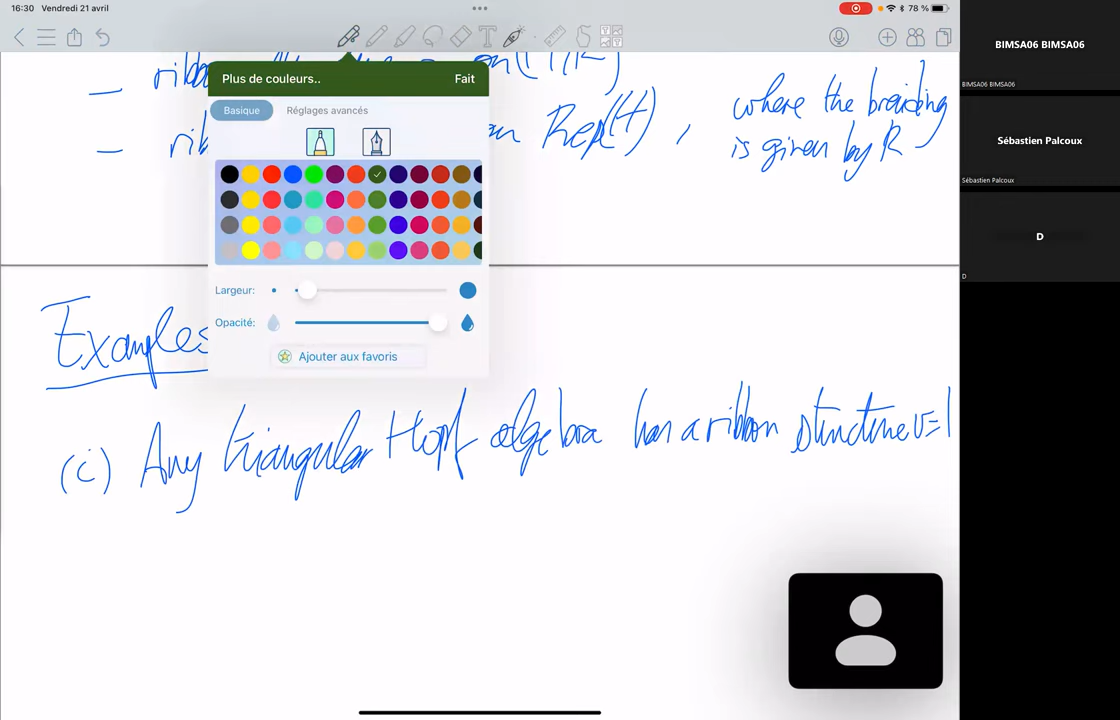 16:30 Vendredi 21 avril
78 %
Plus de couleurs..
Fait
Basique
Réglages avancés
Largeur:
Opacité:
Ajouter aux favoris
on Rep(H), where the braiding
is given by R
Examples
(i) Any triangular Hopf algebra has a ribbon structure v=1
BIMSA06 BIMSA06
BIMSA06 BIMSA06
Sébastien Palcoux
Sébastien Palcoux
D
D